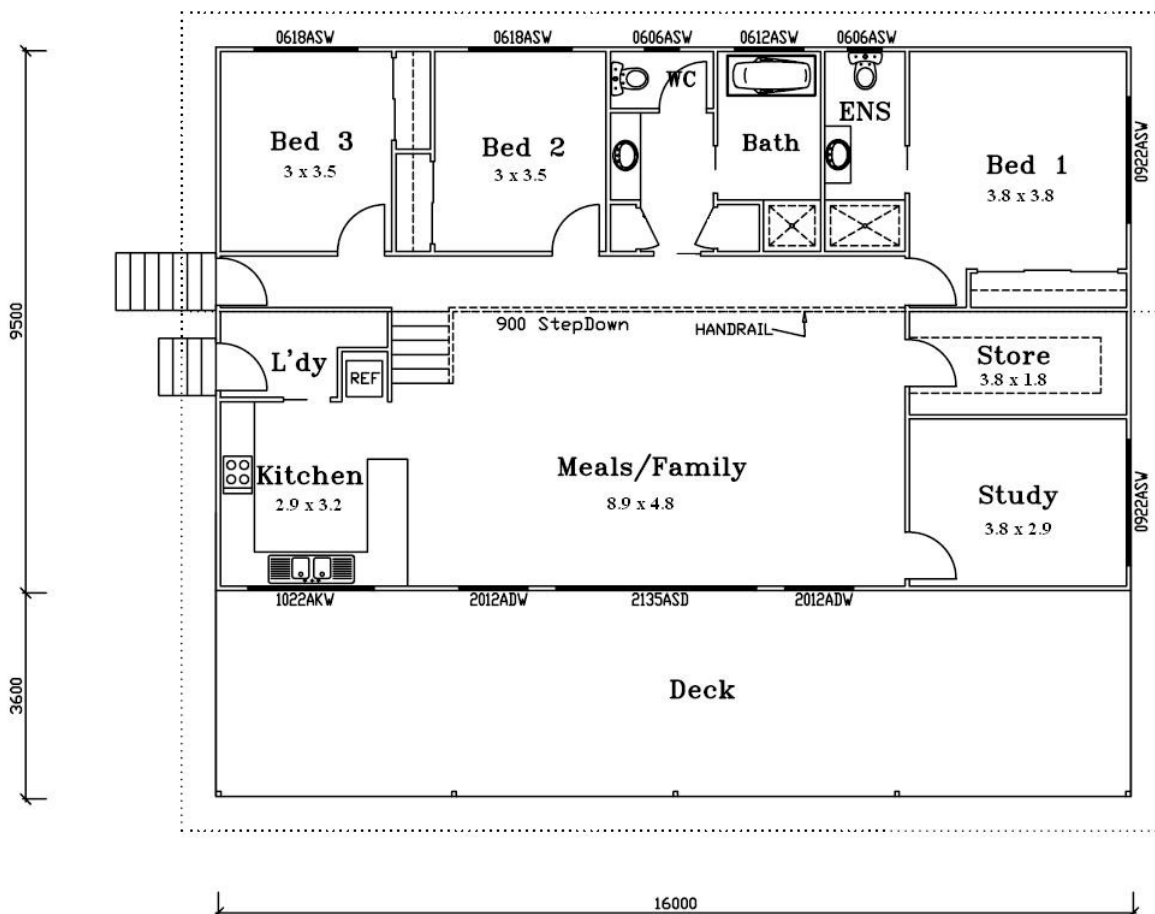 0618ASW
0618ASW
0606ASW
0612ASW
0606ASW
WC
ENS
Bed 3
3 x 3.5
Bed 2
3 x 3.5
Bath
Bed 1
3.8 x 3.8
0922ASW
9500
900 StepDown
HANDRAIL
L'dy
REF
Store
3.8 x 1.8
Kitchen
2.9 x 3.2
Meals/Family
8.9 x 4.8
Study
3.8 x 2.9
0922ASW
1022AKW
2012ADW
2135ASD
2012ADW
3600
Deck
16000